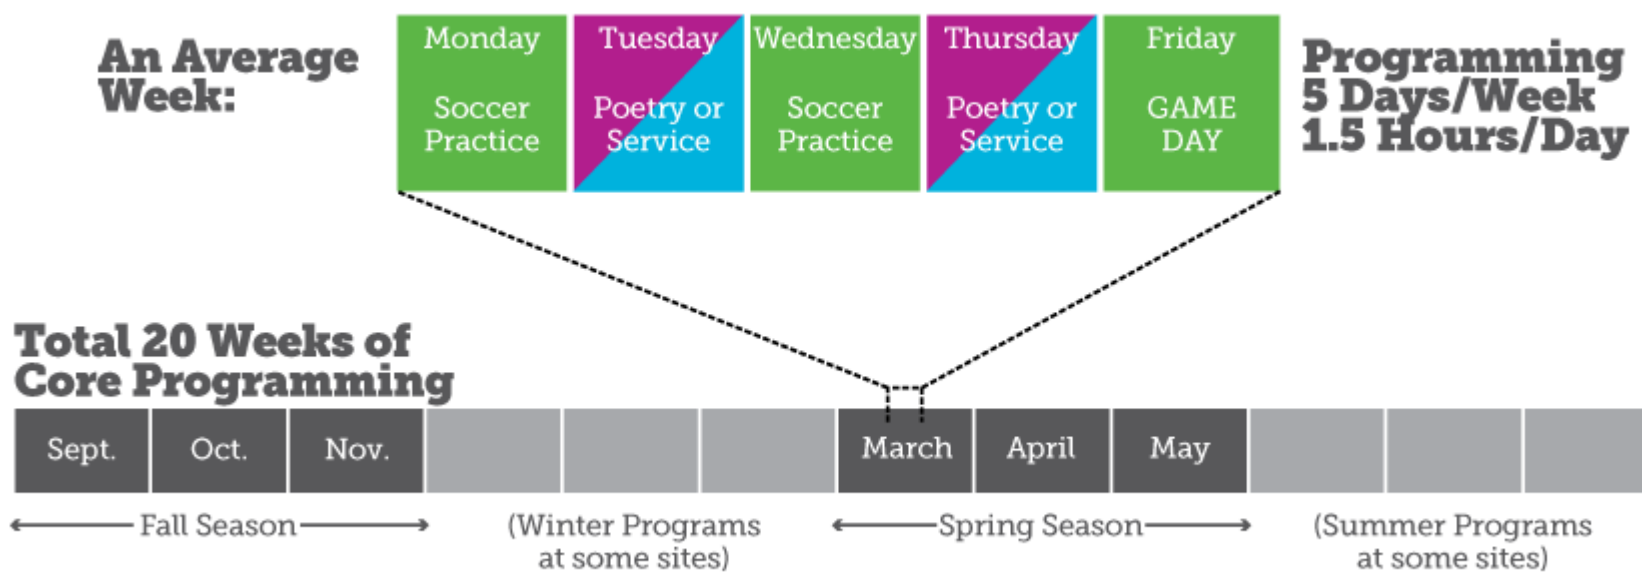 An Average
Week:
Monday
Soccer
Practice
Tuesday
Poetry or
Service
Wednesday
Soccer
Practice
Thursday
Poetry or
Service
Friday
GAME
DAY
Programming
5 Days/Week
1.5 Hours/Day
Total 20 Weeks of
Core Programming
Sept.
Oct.
Nov.
March
April
May
Fall Season
(Winter Programs
at some sites)
Spring Season
(Summer Programs
at some sites)